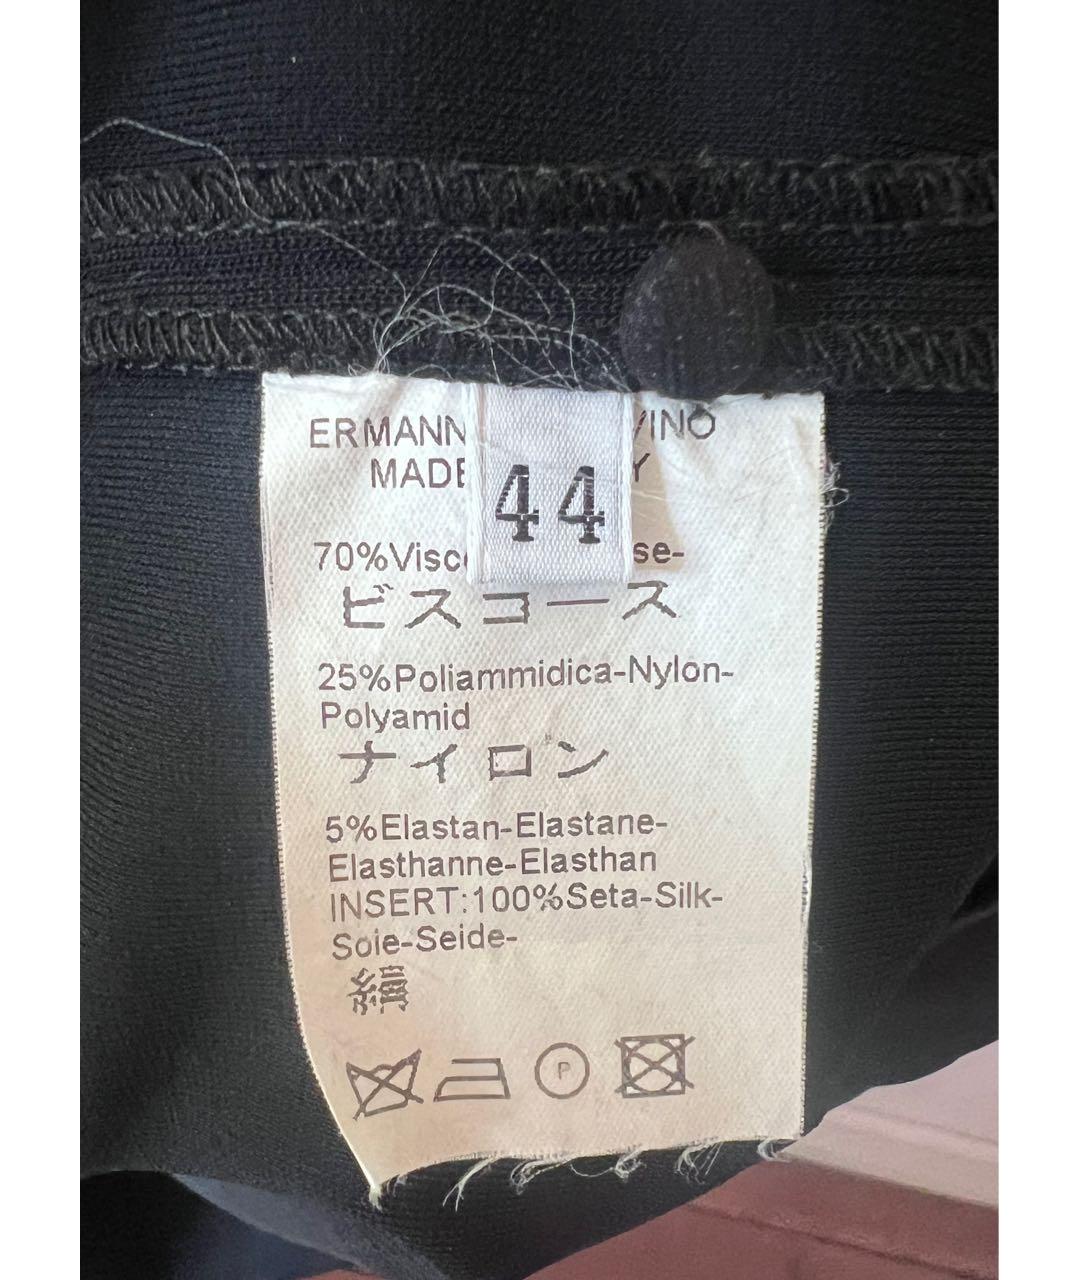 ERMANN VINO
MADE Y
44
70%Visc se-
ビスコース
25%Poliammidica-Nylon-
Polyamid
ナイロン
5%Elastan-Elastane-
Elasthanne-Elasthan
INSERT:100%Seta-Silk-
Soie-Seide-
絹
P